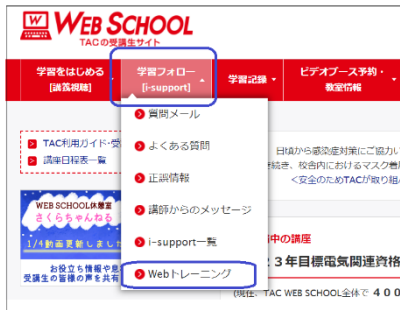 WEB SCHOOL
TACの受講生サイト
学習をはじめる
[講義視聴]
学習フォロー
[i-support]
学習記録
ビデオブース予約・
教室情報
質問メール
よくある質問
正誤情報
講師からのメッセージ
i-support一覧
Webトレーニング
TAC利用ガイド・受
講座日程表一覧
日頃から感染症対策にご協力い
続き、校舎内におけるマスク着用
<安全のためTACが取り組
WEB SCHOOL休憩室
さくらちゃんねる
1/4動画更新しました
お役立ち情報や息
受講生の皆様の声を共有
中の講座
3年目標電気関連資格
(現在、TAC WEB SCHOOL全体で 400